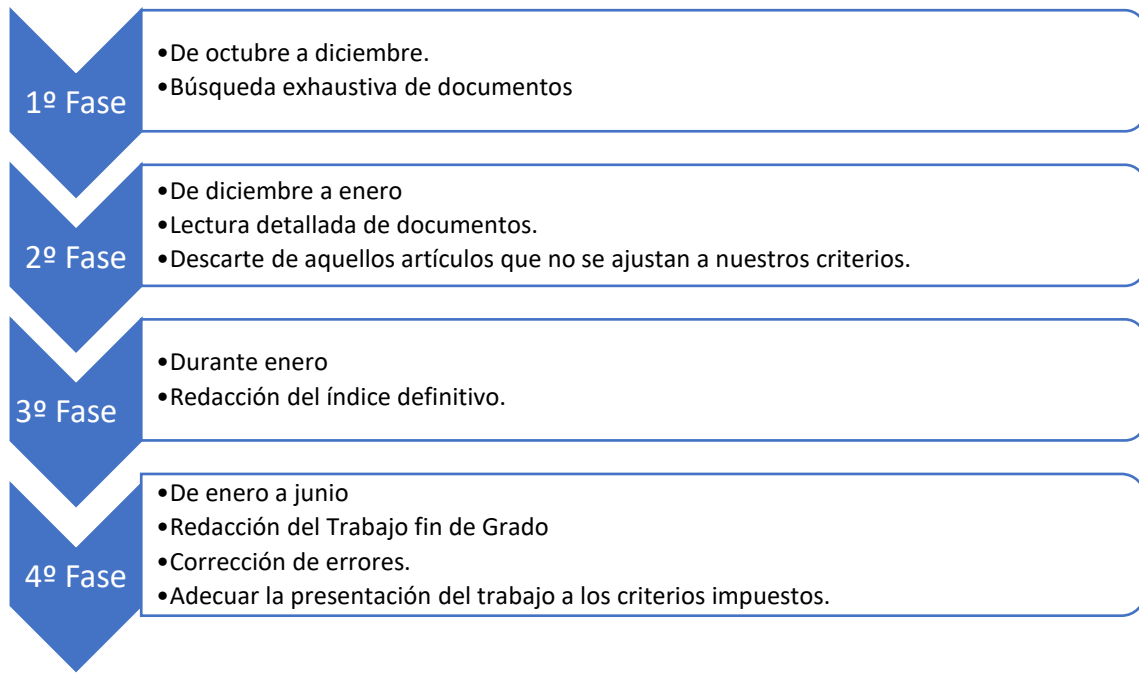 1º Fase
•De octubre a diciembre.
•Búsqueda exhaustiva de documentos
2º Fase
•De diciembre a enero
•Lectura detallada de documentos.
•Descarte de aquellos artículos que no se ajustan a nuestros criterios.
3º Fase
•Durante enero
•Redacción del índice definitivo.
4º Fase
•De enero a junio
•Redacción del Trabajo fin de Grado
•Corrección de errores.
•Adecuar la presentación del trabajo a los criterios impuestos.